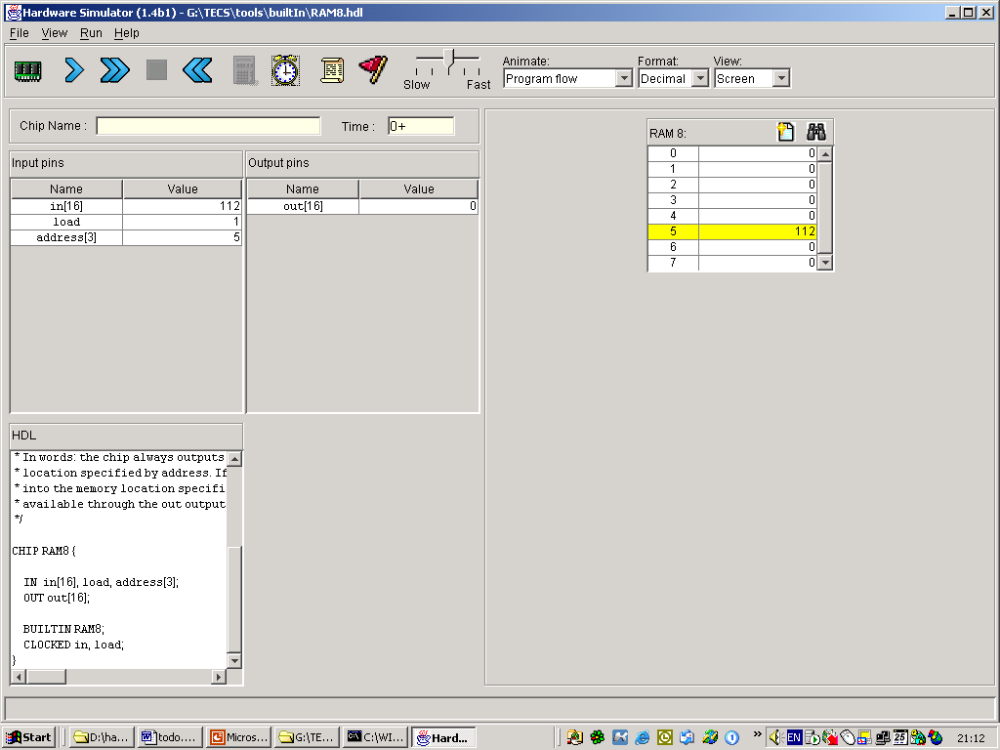 Hardware Simulator (1.4b1) - G:\TECS\tools\builtIn\RAM8.hdl
File View Run Help
Slow Fast
Animate: Format: View:
Program flow Decimal Screen
Chip Name : Time : 0+
Input pins Output pins
Name Value Name Value
in[16] 112 out[16] 0
load 1
address[3] 5
RAM 8:
0 0
1 0
2 0
3 0
4 0
5 112
6 0
7 0
HDL
* In words: the chip always outputs
* location specified by address. If
* into the memory location specifi
* available through the out output
*/
CHIP RAM8 {
IN in[16], load, address[3];
OUT out[16];
BUILTIN RAM8;
CLOCKED in, load;
}
Start D:\ha... todo.... Micros... G:\TE... C:\WI... Hard... » EN 25 21:12